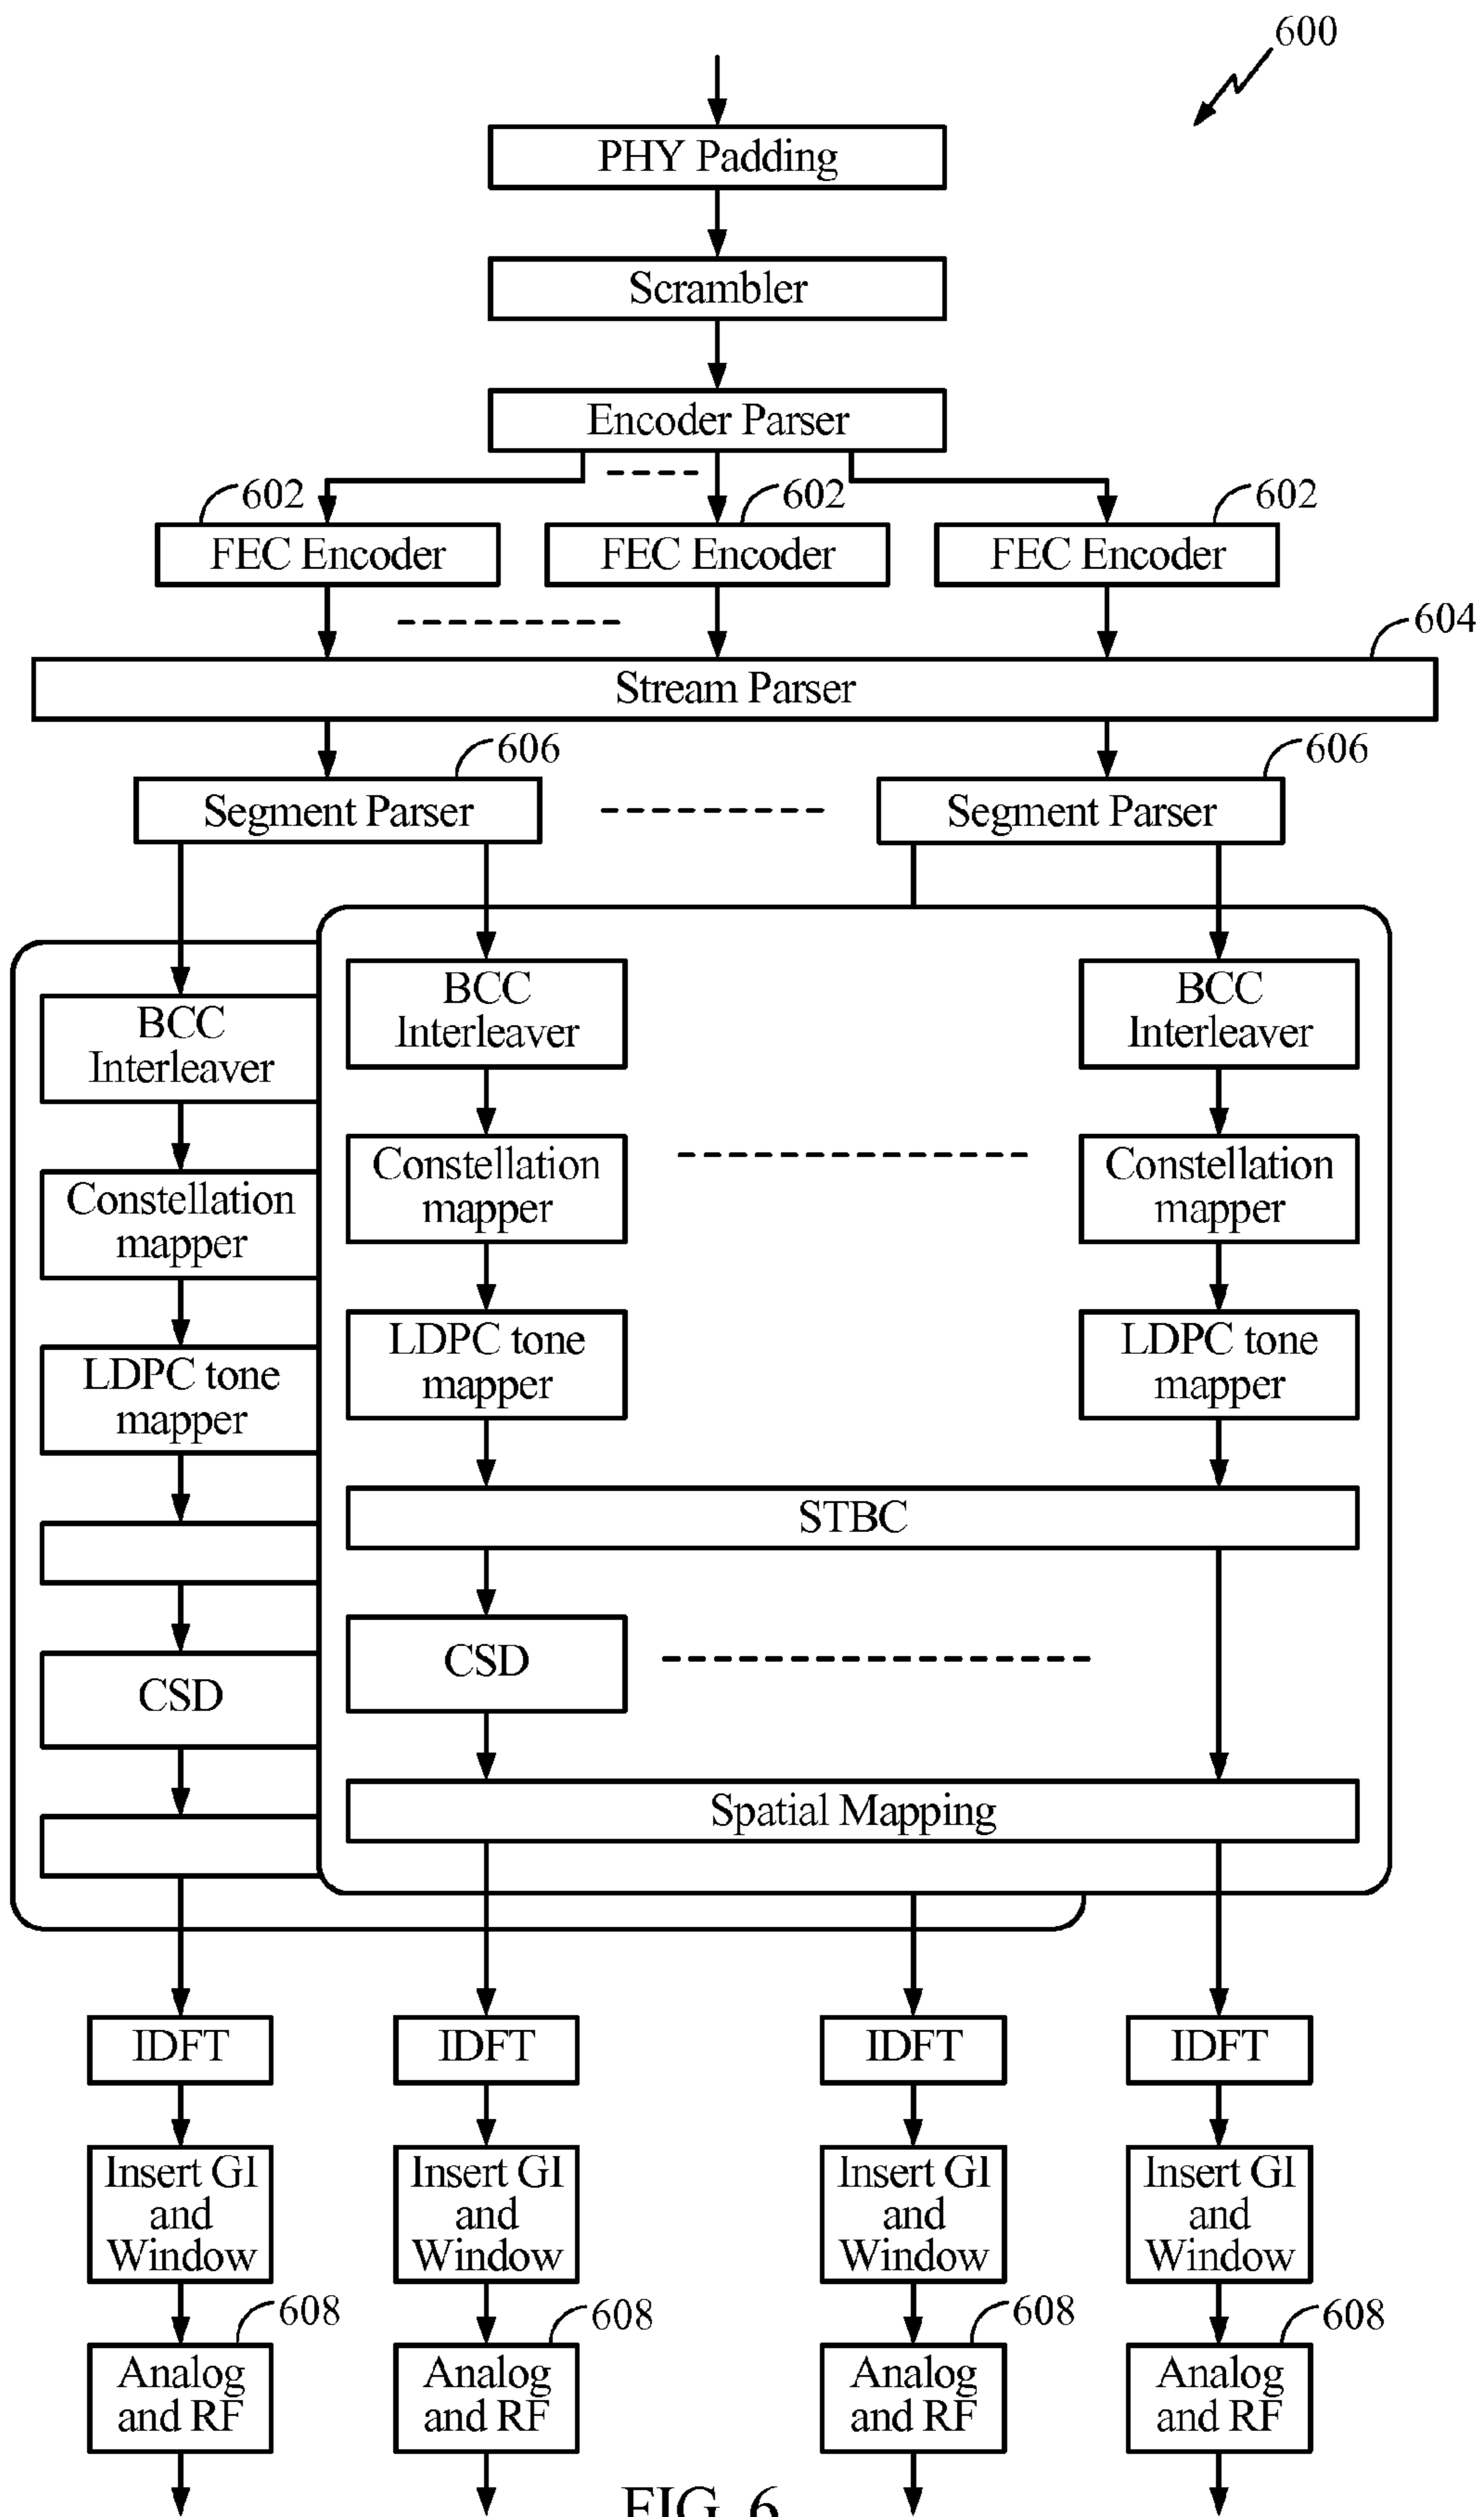 600
PHY Padding
Scrambler
Encoder Parser
602 602 602
FEC Encoder FEC Encoder FEC Encoder
604
Stream Parser
606 606
Segment Parser Segment Parser
BCC
Interleaver
Constellation
mapper
LDPC tone
mapper
CSD
BCC
Interleaver
Constellation
mapper
LDPC tone
mapper
BCC
Interleaver
Constellation
mapper
LDPC tone
mapper
STBC
CSD
Spatial Mapping
IDFT IDFT IDFT IDFT
Insert GI
and
Window
Insert GI
and
Window
Insert GI
and
Window
Insert GI
and
Window
608 608 608 608
Analog
and RF
Analog
and RF
Analog
and RF
Analog
and RF
FIG. 6